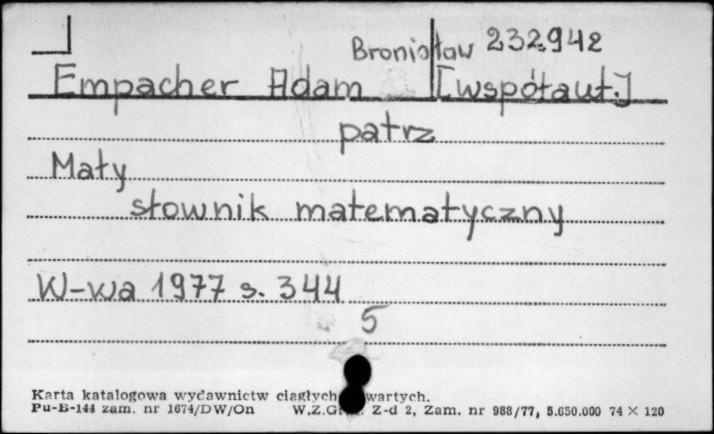 Bronisław 232942
Empacher Adam [współaut.]
patrz
Mały
słownik matematyczny
W-wa 1977 s. 344
5
Karta katalogowa wydawnictw ciągłych wartych.
Pu-B-144 zam. nr 1674/DW/On W.Z.G. Z-d 2, Zam. nr 988/77, 5.650.000 74 × 120